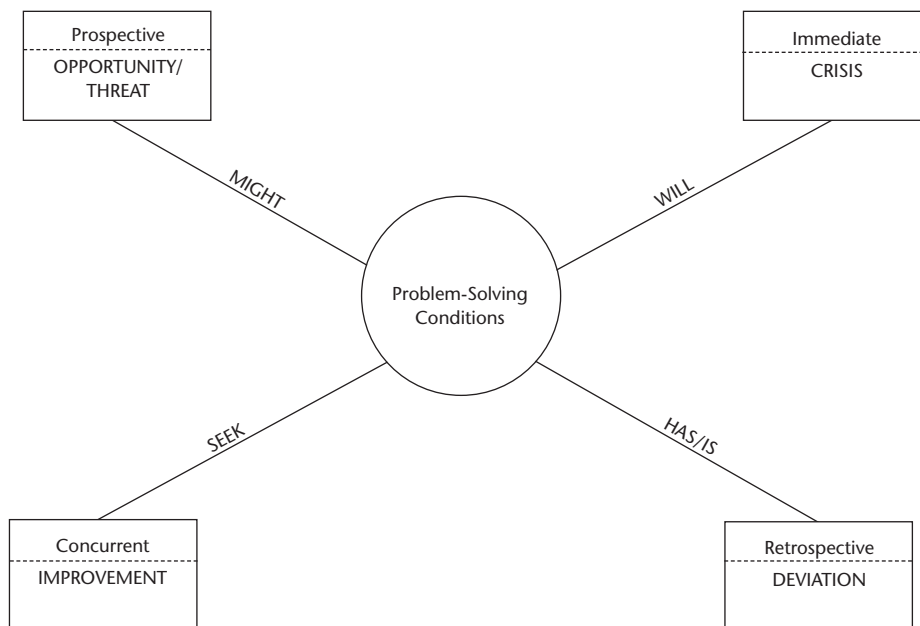 Prospective
OPPORTUNITY/
THREAT
Immediate
CRISIS
MIGHT
WILL
Problem-Solving
Conditions
SEEK
HAS/IS
Concurrent
IMPROVEMENT
Retrospective
DEVIATION